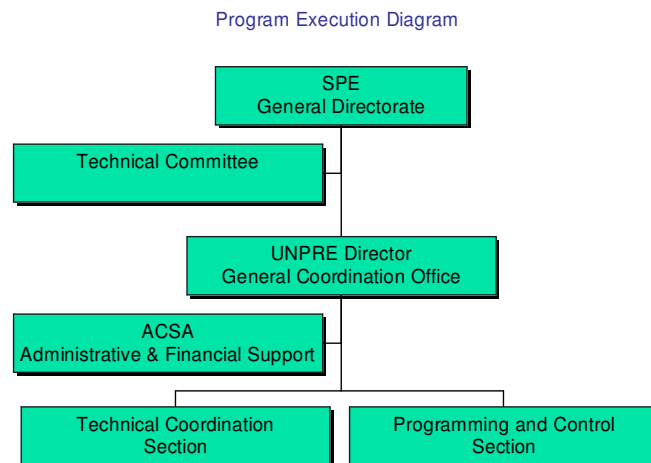 Program Execution Diagram
SPE
General Directorate
Technical Committee
UNPRE Director
General Coordination Office
ACSA
Administrative & Financial Support
Technical Coordination
Section
Programming and Control
Section